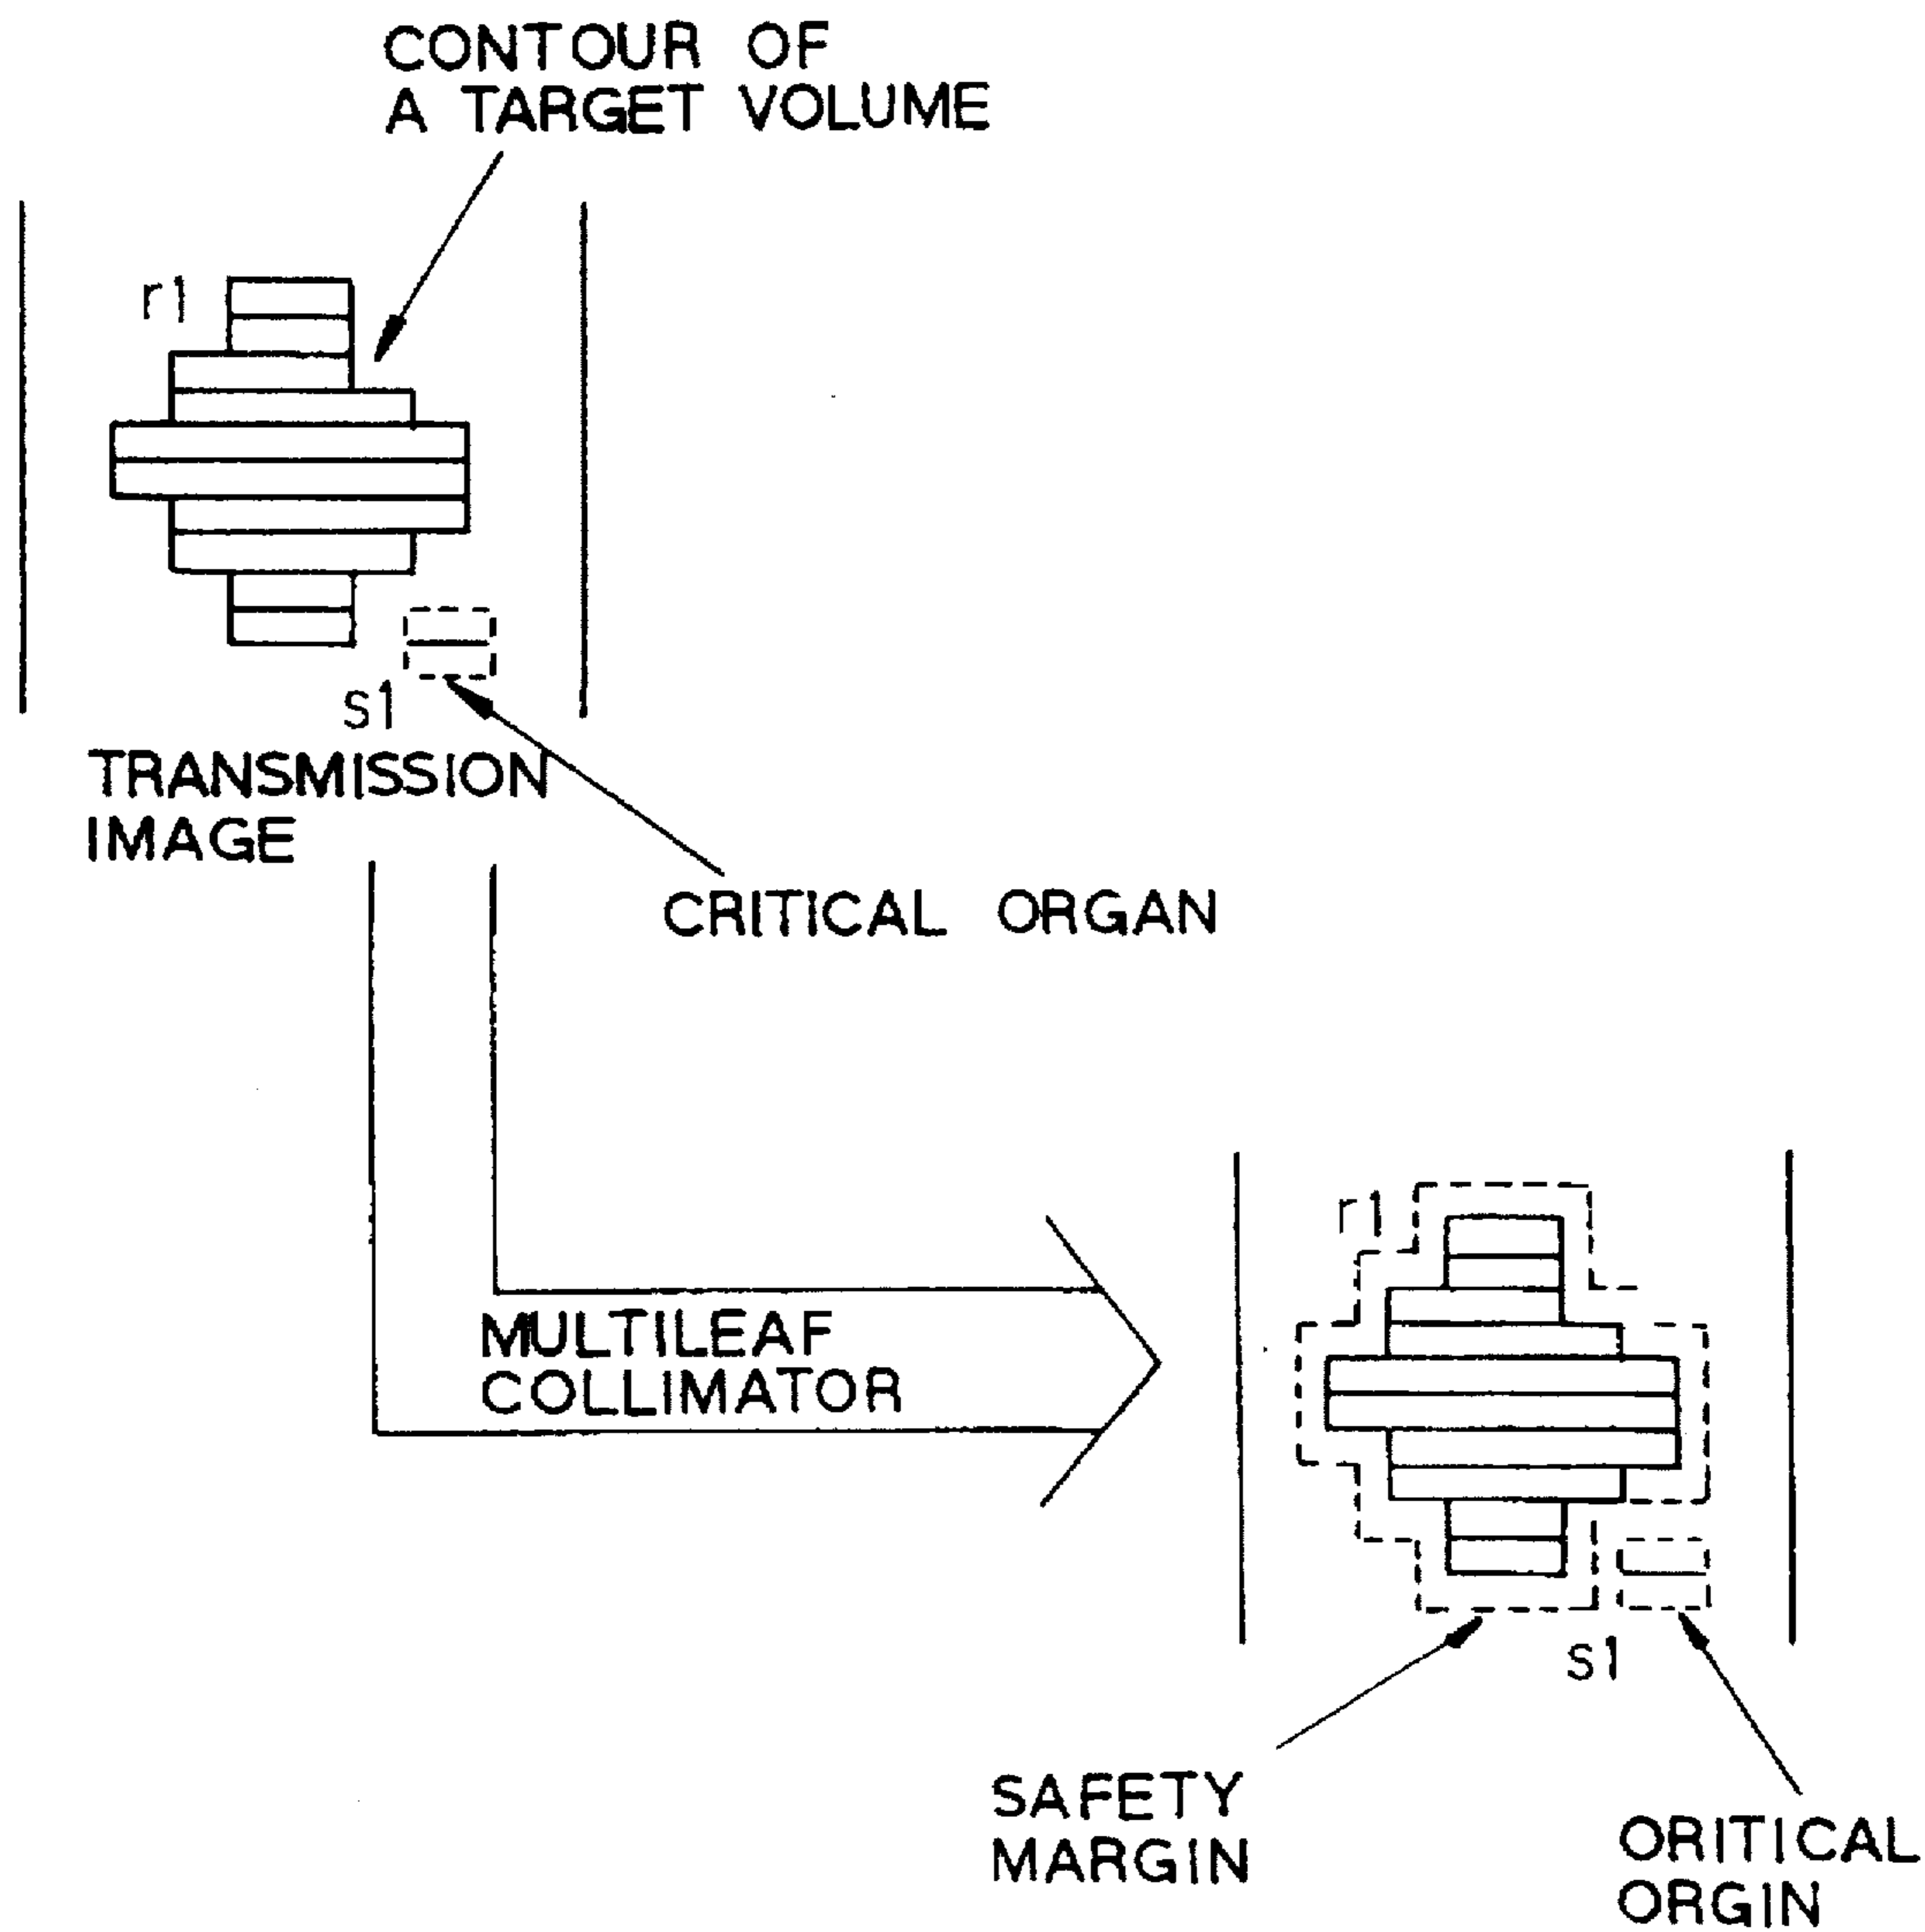 CONTOUR OF
A TARGET VOLUME
r1
s1
TRANSMISSION
IMAGE
CRITICAL ORGAN
MULTILEAF
COLLIMATOR
r1
s1
SAFETY
MARGIN
ORITICAL
ORGIN